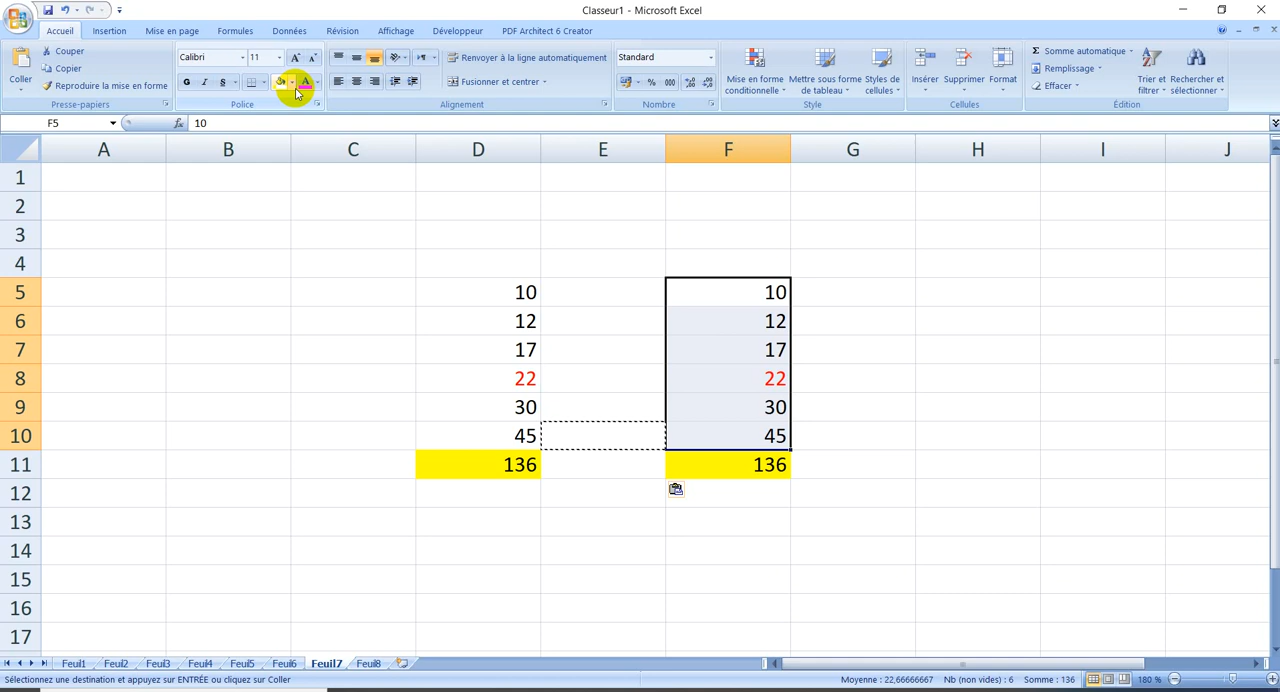 Classeur1 - Microsoft Excel
Accueil Insertion Mise en page Formules Données Révision Affichage Développeur PDF Architect 6 Creator
Coller
Couper
Copier
Reproduire la mise en forme
Presse-papiers
Calibri 11
G I S
Police
Renvoyer à la ligne automatiquement
Fusionner et centrer
Alignement
Standard
% 000
Nombre
Mise en forme conditionnelle
Mettre sous forme de tableau
Styles de cellules
Style
Insérer Supprimer Format
Cellules
Σ Somme automatique
Remplissage
Effacer
Trier et filtrer
Rechercher et sélectionner
Édition
F5 fx 10
A B C D E F G H I J
1
2
3
4
5 10 10
6 12 12
7 17 17
8 22 22
9 30 30
10 45 45
11 136 136
12
13
14
15
16
17
Feuil1 Feuil2 Feuil3 Feuil4 Feuil5 Feuil6 Feuil7 Feuil8
Sélectionnez une destination et appuyez sur ENTRÉE ou cliquez sur Coller Moyenne : 22,66666667 Nb (non vides) : 6 Somme : 136 180 %